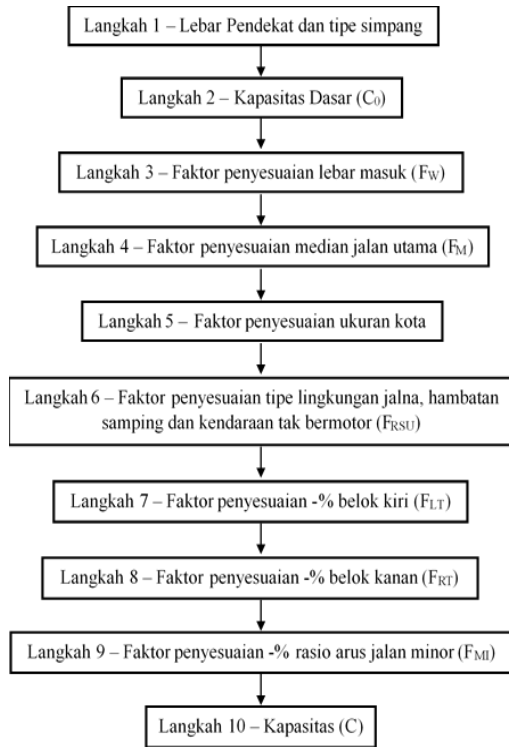 Langkah 1 – Lebar Pendekat dan tipe simpang
Langkah 2 – Kapasitas Dasar (C0)
Langkah 3 – Faktor penyesuaian lebar masuk (FW)
Langkah 4 – Faktor penyesuaian median jalan utama (FM)
Langkah 5 – Faktor penyesuaian ukuran kota
Langkah 6 – Faktor penyesuaian tipe lingkungan jalna, hambatan
samping dan kendaraan tak bermotor (FRSU)
Langkah 7 – Faktor penyesuaian -% belok kiri (FLT)
Langkah 8 – Faktor penyesuaian -% belok kanan (FRT)
Langkah 9 – Faktor penyesuaian -% rasio arus jalan minor (FMI)
Langkah 10 – Kapasitas (C)